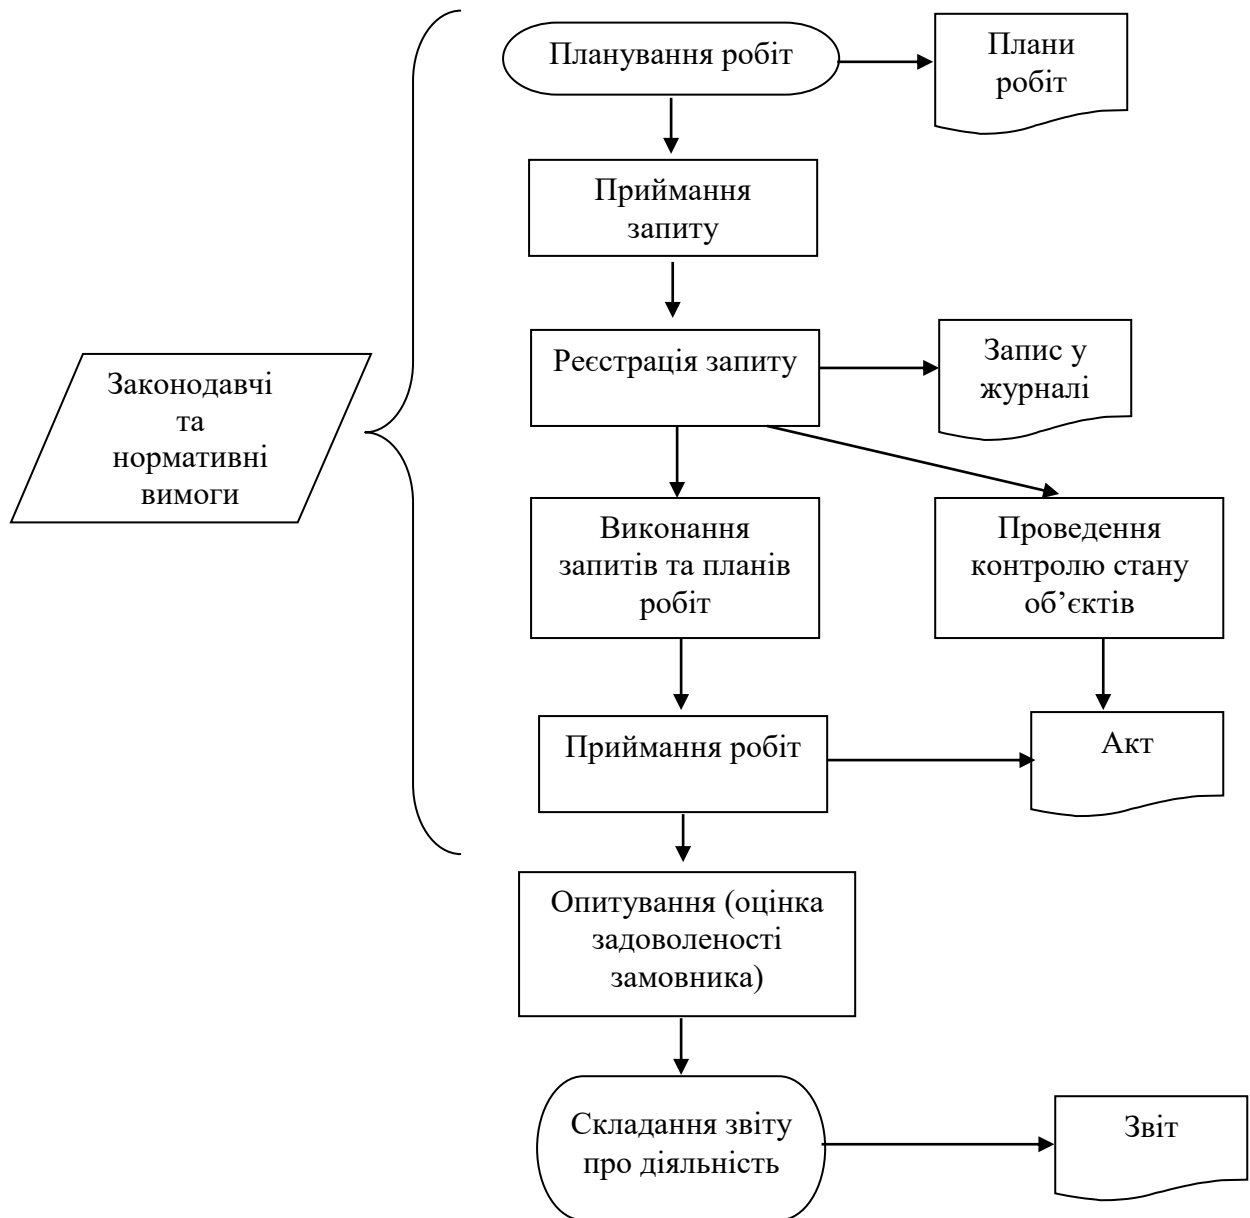 Планування робіт
Плани
робіт
Приймання
запиту
Реєстрація запиту
Запис у
журналі
Законодавчі
та
нормативні
вимоги
Виконання
запитів та планів
робіт
Проведення
контролю стану
об’єктів
Приймання робіт
Акт
Опитування (оцінка
задоволеності
замовника)
Складання звіту
про діяльність
Звіт